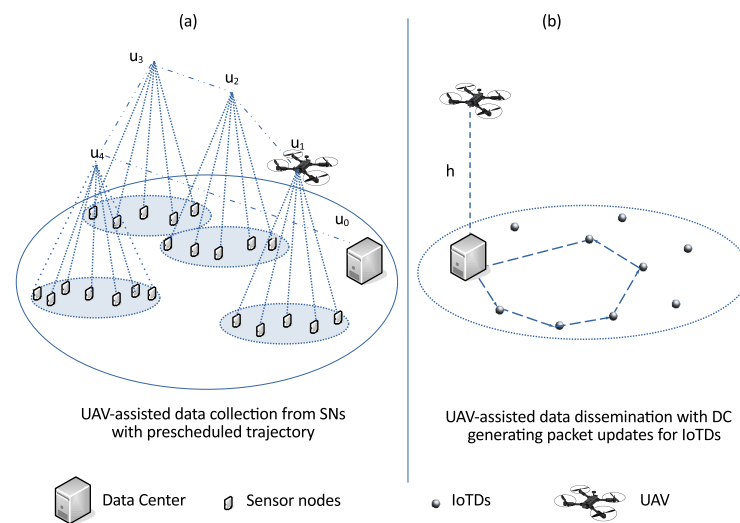 (a)
(b)
u3
u2
u1
u4
u0
h
UAV-assisted data collection from SNs
with prescheduled trajectory
UAV-assisted data dissemination with DC
generating packet updates for IoTDs
Data Center
Sensor nodes
IoTDs
UAV